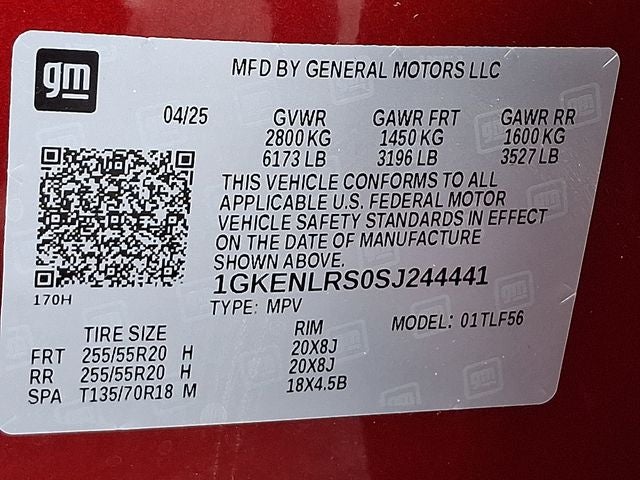 gm
MFD BY GENERAL MOTORS LLC
04/25 GVWR GAWR FRT GAWR RR
2800 KG 1450 KG 1600 KG
6173 LB 3196 LB 3527 LB
THIS VEHICLE CONFORMS TO ALL
APPLICABLE U.S. FEDERAL MOTOR
VEHICLE SAFETY STANDARDS IN EFFECT
ON THE DATE OF MANUFACTURE
SHOWN ABOVE.
170H
1GKENLRS0SJ244441
TYPE: MPV MODEL: 01TLF56
TIRE SIZE RIM
FRT 255/55R20 H 20X8J
RR 255/55R20 H 20X8J
SPA T135/70R18 M 18X4.5B